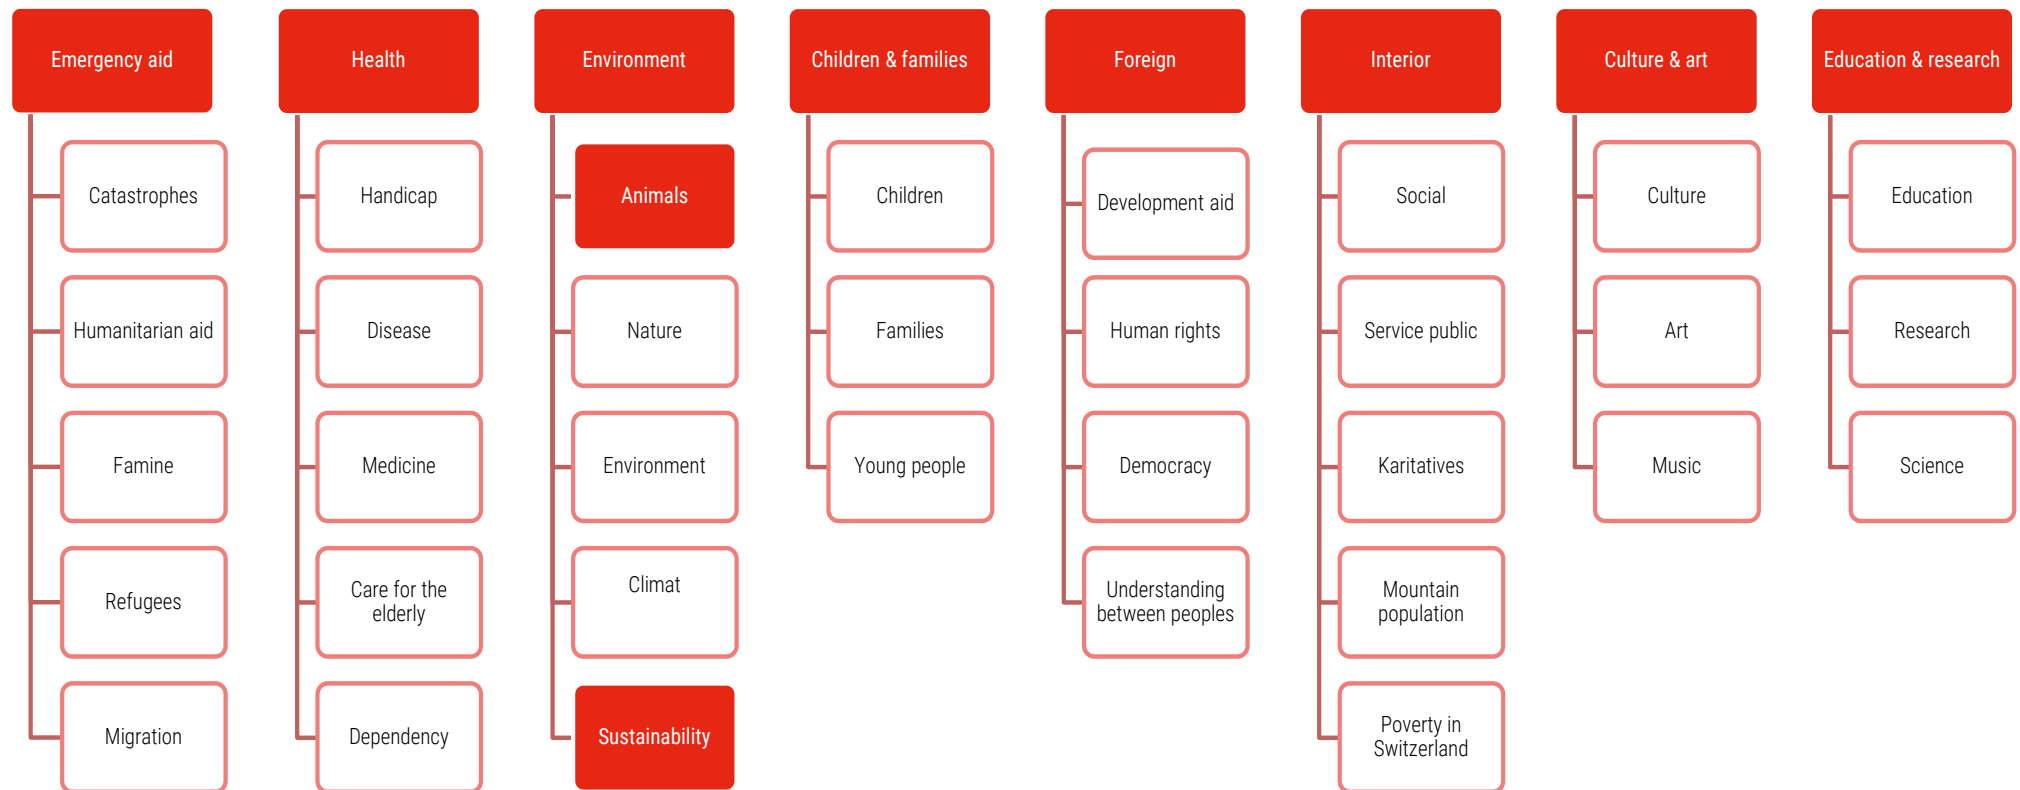 Emergency aid
Catastrophes
Humanitarian aid
Famine
Refugees
Migration
Health
Handicap
Disease
Medicine
Care for the
elderly
Dependency
Environment
Animals
Nature
Environment
Climat
Sustainability
Children & families
Children
Families
Young people
Foreign
Development aid
Human rights
Democracy
Understanding
between peoples
Interior
Social
Service public
Karitatives
Mountain
population
Poverty in
Switzerland
Culture & art
Culture
Art
Music
Education & research
Education
Research
Science